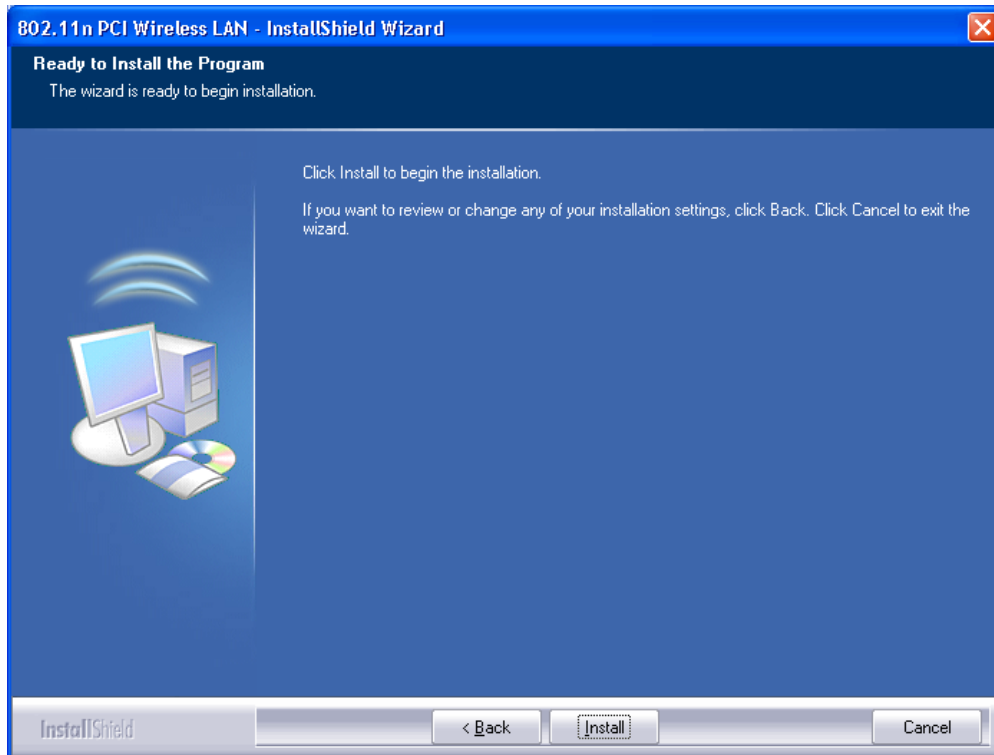 802.11n PCI Wireless LAN - InstallShield Wizard
Ready to Install the Program
The wizard is ready to begin installation.
Click Install to begin the installation.
If you want to review or change any of your installation settings, click Back. Click Cancel to exit the
wizard.
InstallShield
< Back
Install
Cancel